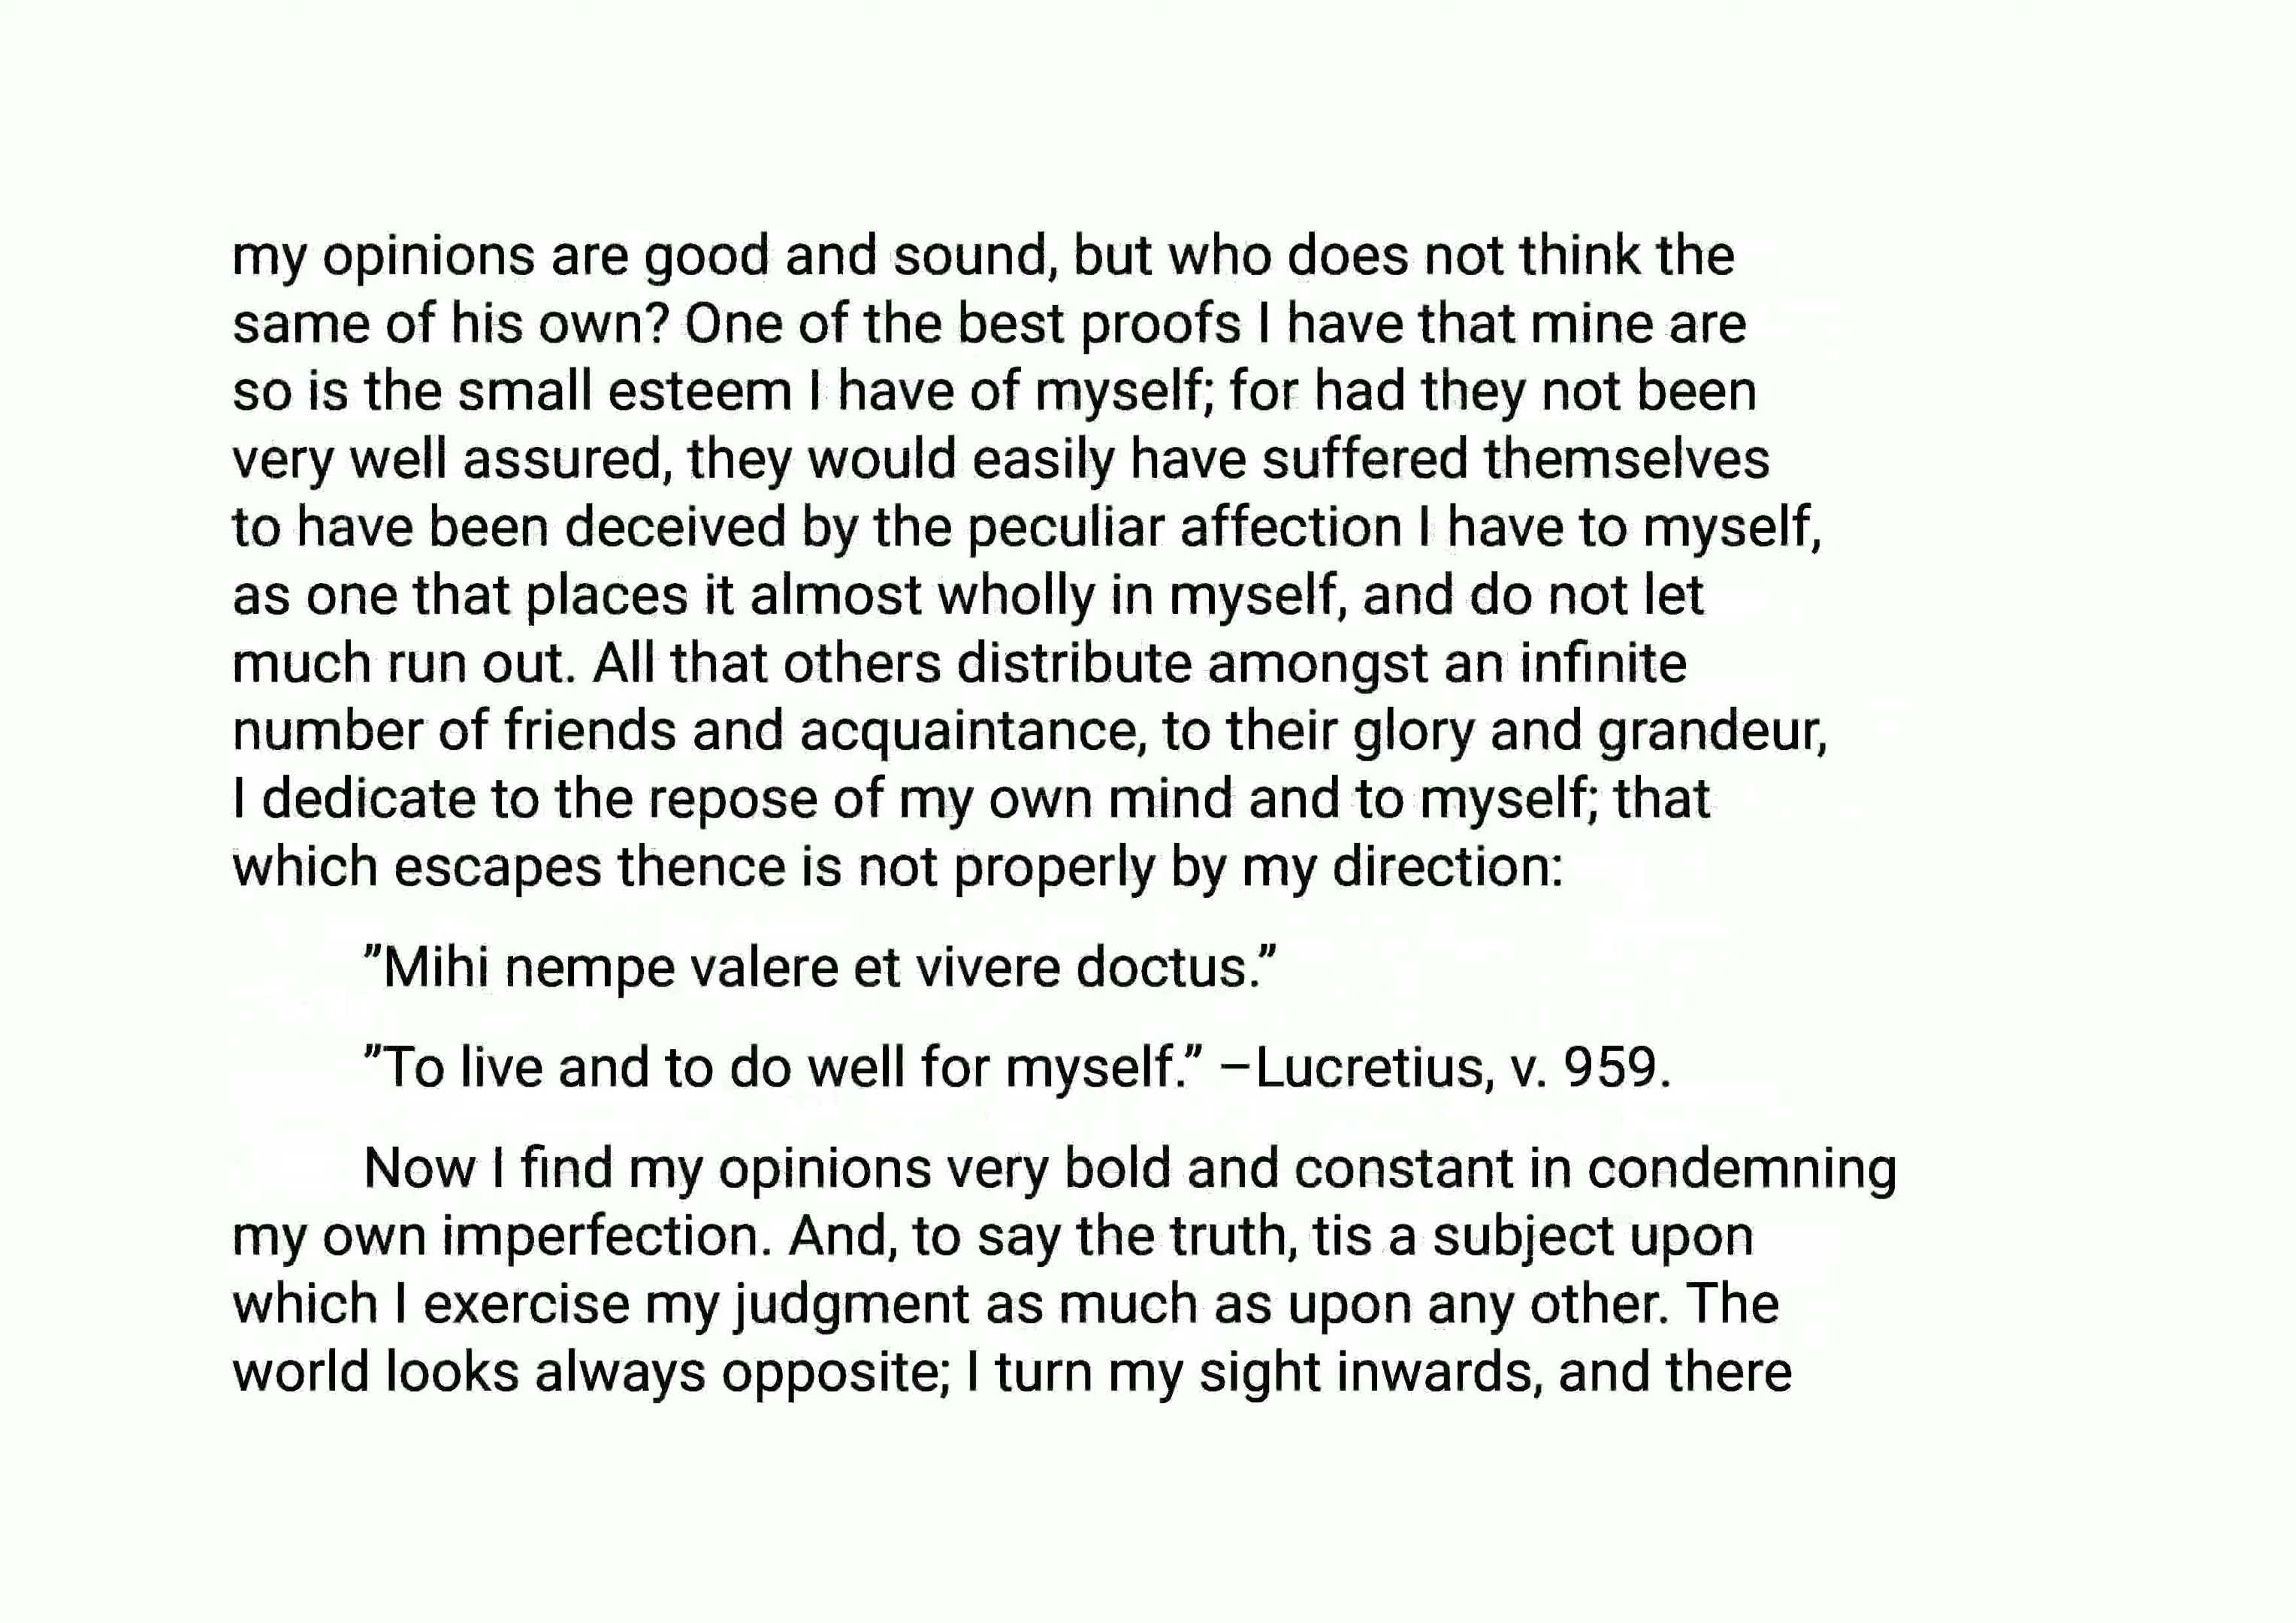 my opinions are good and sound, but who does not think the
same of his own? One of the best proofs I have that mine are
so is the small esteem I have of myself; for had they not been
very well assured, they would easily have suffered themselves
to have been deceived by the peculiar affection I have to myself,
as one that places it almost wholly in myself, and do not let
much run out. All that others distribute amongst an infinite
number of friends and acquaintance, to their glory and grandeur,
I dedicate to the repose of my own mind and to myself; that
which escapes thence is not properly by my direction:
”Mihi nempe valere et vivere doctus.”
”To live and to do well for myself.” –Lucretius, v. 959.
Now I find my opinions very bold and constant in condemning
my own imperfection. And, to say the truth, tis a subject upon
which I exercise my judgment as much as upon any other. The
world looks always opposite; I turn my sight inwards, and there